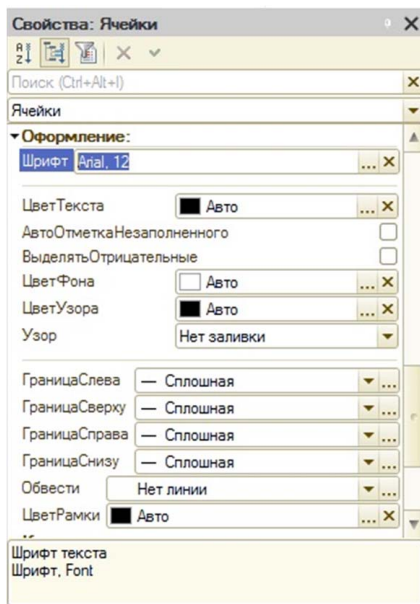 Свойства: Ячейки
Поиск (Ctrl+Alt+I)
Ячейки
Оформление:
Шрифт Arial, 12 ...
ЦветТекста Авто ...
АвтоОтметкаНезаполненного
ВыделятьОтрицательные
ЦветФона Авто ...
ЦветУзора Авто ...
Узор Нет заливки
ГраницаСлева — Сплошная ...
ГраницаСверху — Сплошная ...
ГраницаСправа — Сплошная ...
ГраницаСнизу — Сплошная ...
Обвести Нет линии ...
ЦветРамки Авто ...
Шрифт текста
Шрифт, Font